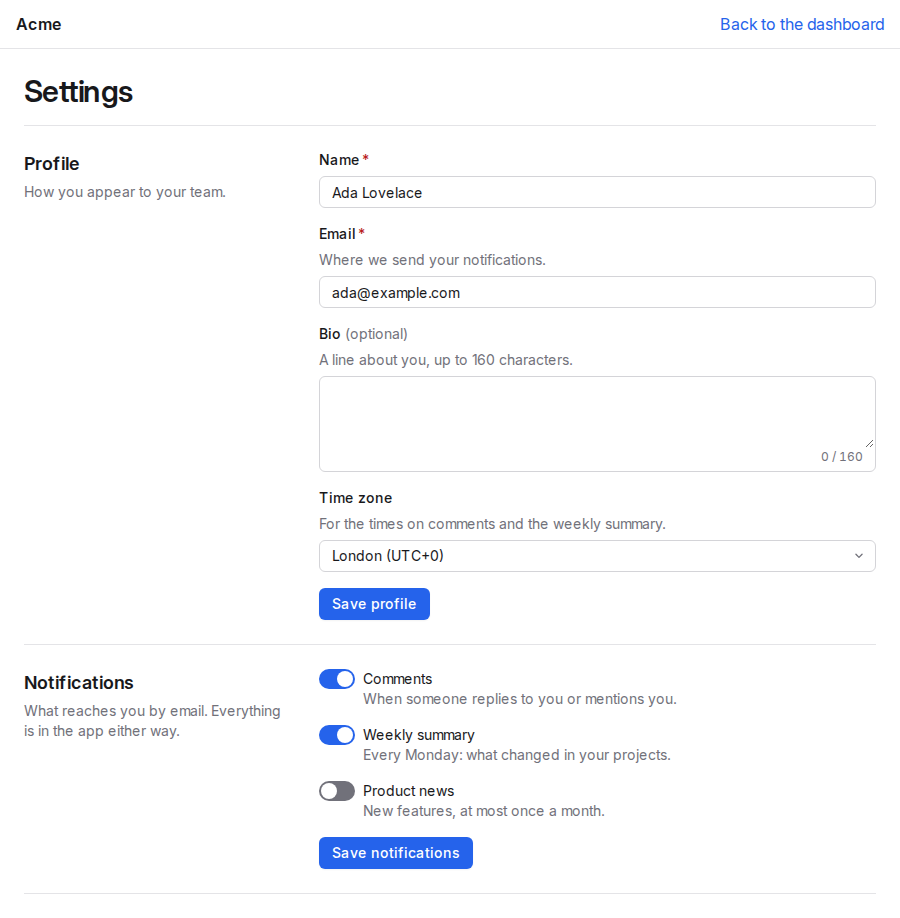 Acme
Back to the dashboard
Settings
Profile
How you appear to your team.
Name *
Ada Lovelace
Email *
Where we send your notifications.
ada@example.com
Bio (optional)
A line about you, up to 160 characters.
0 / 160
Time zone
For the times on comments and the weekly summary.
London (UTC+0)
Save profile
Notifications
What reaches you by email. Everything
is in the app either way.
Comments
When someone replies to you or mentions you.
Weekly summary
Every Monday: what changed in your projects.
Product news
New features, at most once a month.
Save notifications